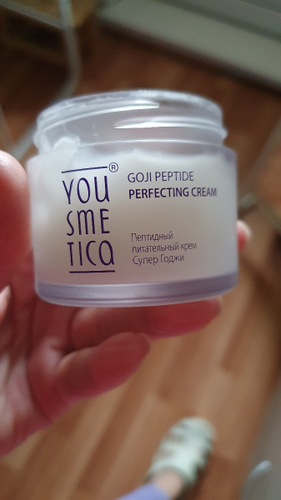 YOU
SME
TICA
®
GOJI PEPTIDE
PERFECTING CREAM
Пептидный
питательный крем
Супер Годжи